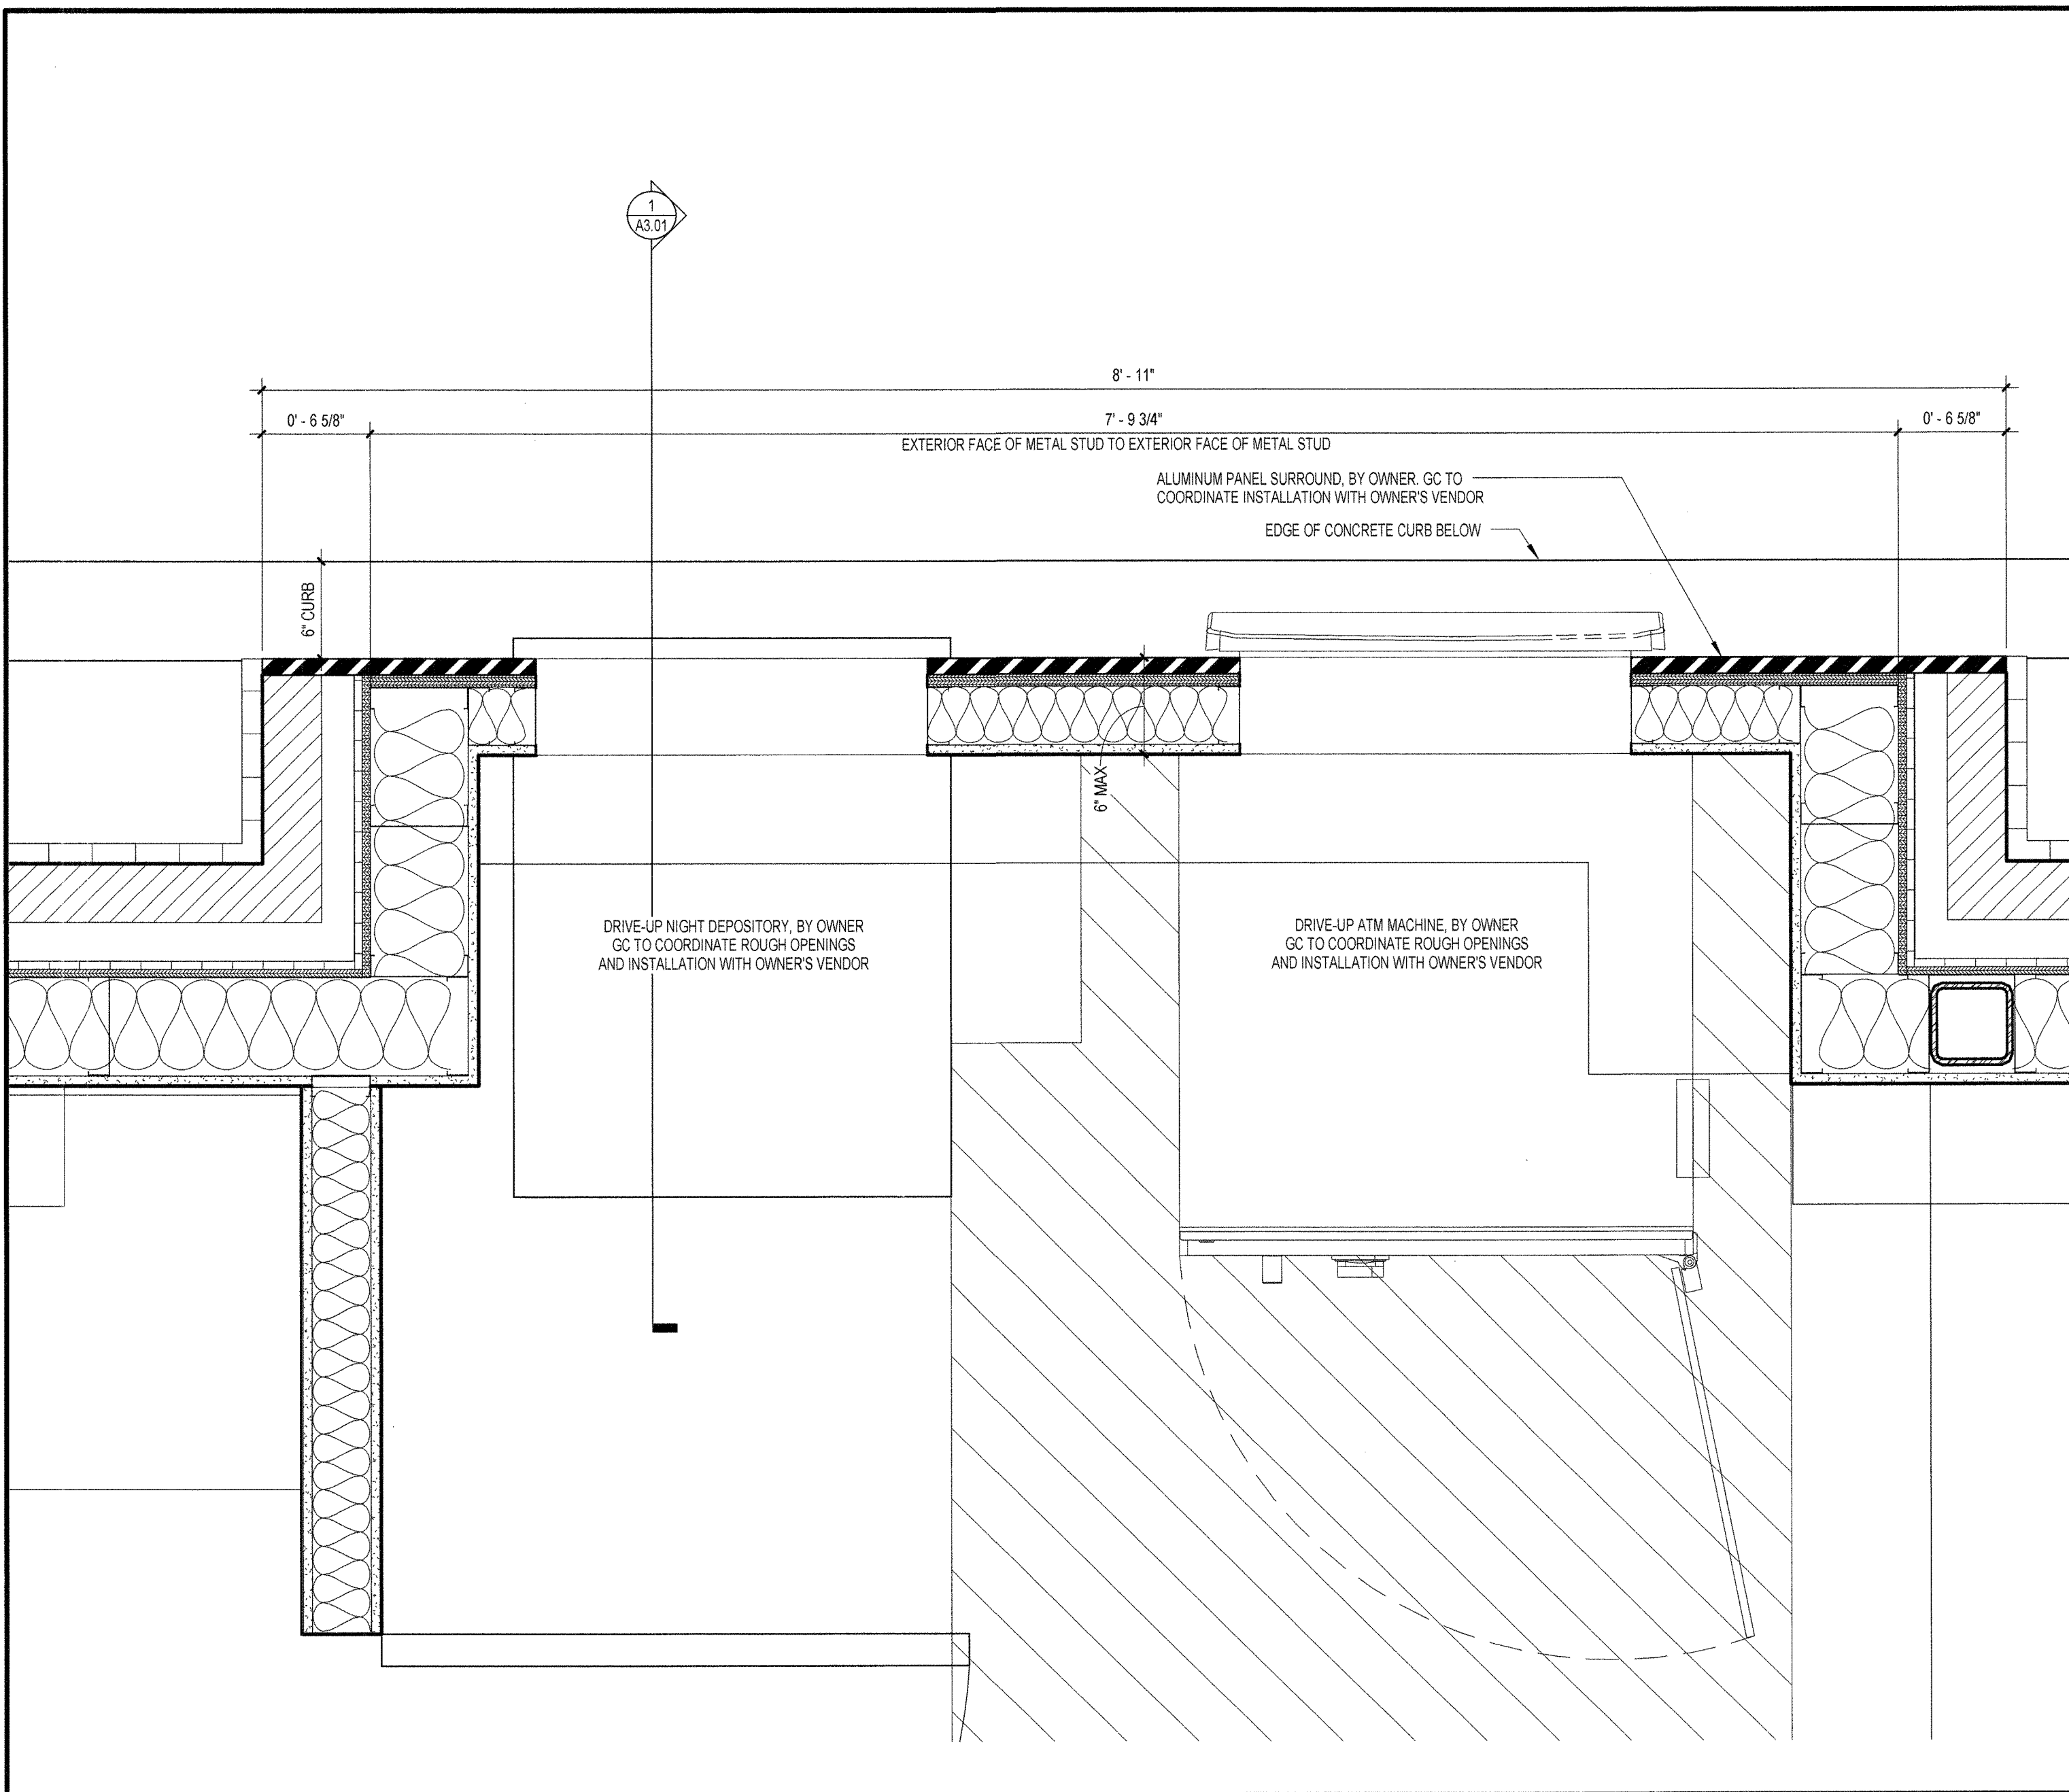 1
A3.01
8' - 11"
0' - 6 5/8"
7' - 9 3/4"
0' - 6 5/8"
EXTERIOR FACE OF METAL STUD TO EXTERIOR FACE OF METAL STUD
ALUMINUM PANEL SURROUND, BY OWNER. GC TO
COORDINATE INSTALLATION WITH OWNER'S VENDOR
EDGE OF CONCRETE CURB BELOW
6" CURB
6" MAX
DRIVE-UP NIGHT DEPOSITORY, BY OWNER
GC TO COORDINATE ROUGH OPENINGS
AND INSTALLATION WITH OWNER'S VENDOR
DRIVE-UP ATM MACHINE, BY OWNER
GC TO COORDINATE ROUGH OPENINGS
AND INSTALLATION WITH OWNER'S VENDOR